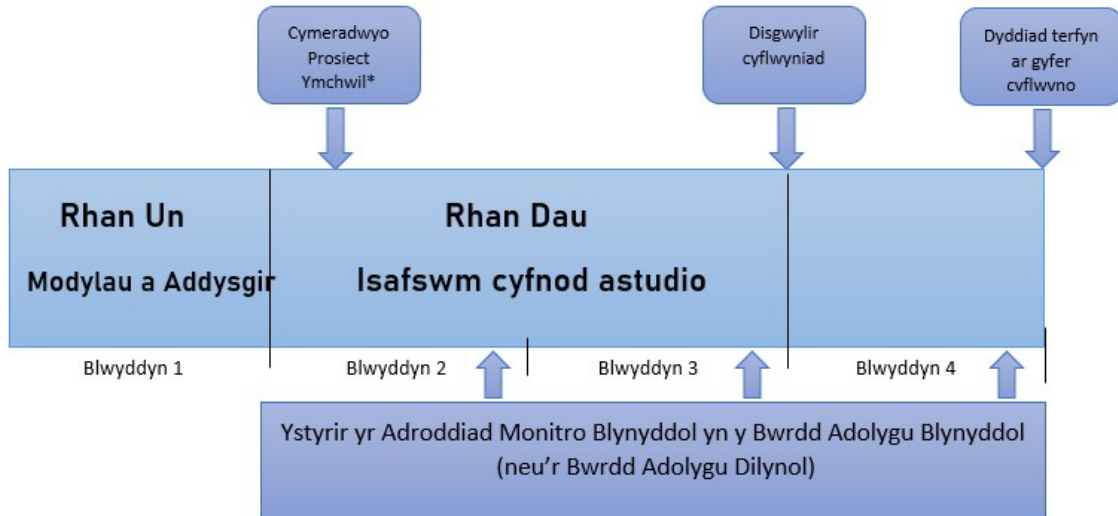 Cymeradwyo
Prosiect
Ymchwil*
Disgwylir
cyflwyniad
Dyddiad terfyn
ar gyfer
cvflwvno
Rhan Un
Rhan Dau
Modylau a Addysgir
Isafswm cyfnod astudio
Blwyddyn 1
Blwyddyn 2
Blwyddyn 3
Blwyddyn 4
Ystyrir yr Adroddiad Monitro Blynyddol yn y Bwrdd Adolygu Blynyddol
(neu’r Bwrdd Adolygu Dilynol)